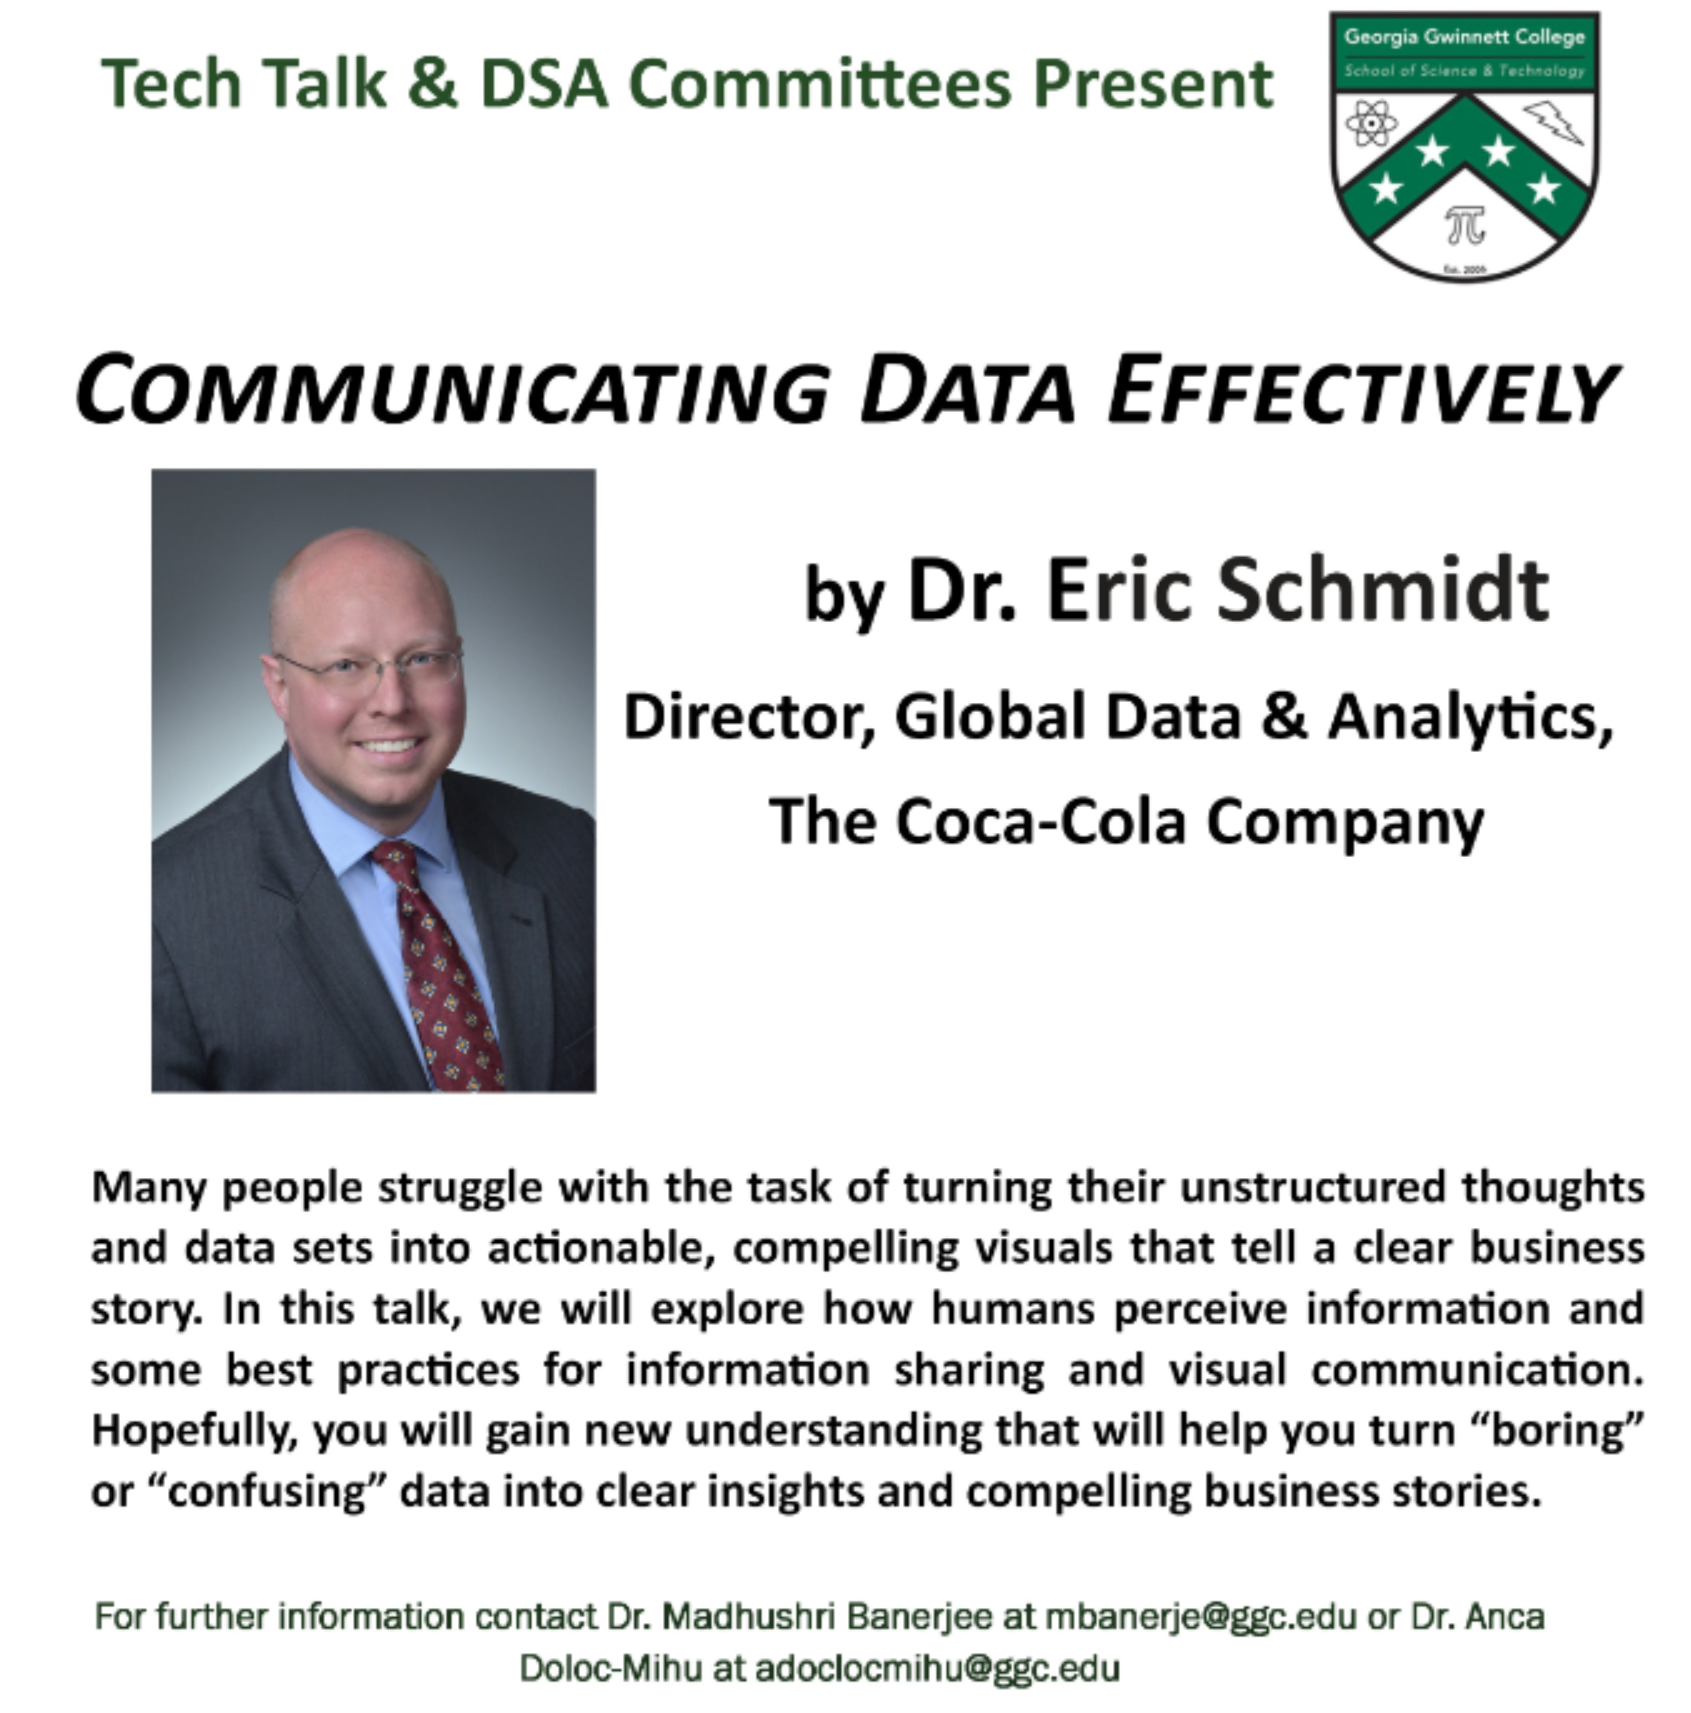 Tech Talk & DSA Committees Present
Georgia Gwinnett College
School of Science & Technology
π
Est. 2005
COMMUNICATING DATA EFFECTIVELY
by Dr. Eric Schmidt
Director, Global Data & Analytics,
The Coca-Cola Company
Many people struggle with the task of turning their unstructured thoughts
and data sets into actionable, compelling visuals that tell a clear business
story. In this talk, we will explore how humans perceive information and
some best practices for information sharing and visual communication.
Hopefully, you will gain new understanding that will help you turn “boring”
or “confusing” data into clear insights and compelling business stories.
For further information contact Dr. Madhushri Banerjee at mbanerje@ggc.edu or Dr. Anca
Doloc-Mihu at adoclocmihu@ggc.edu